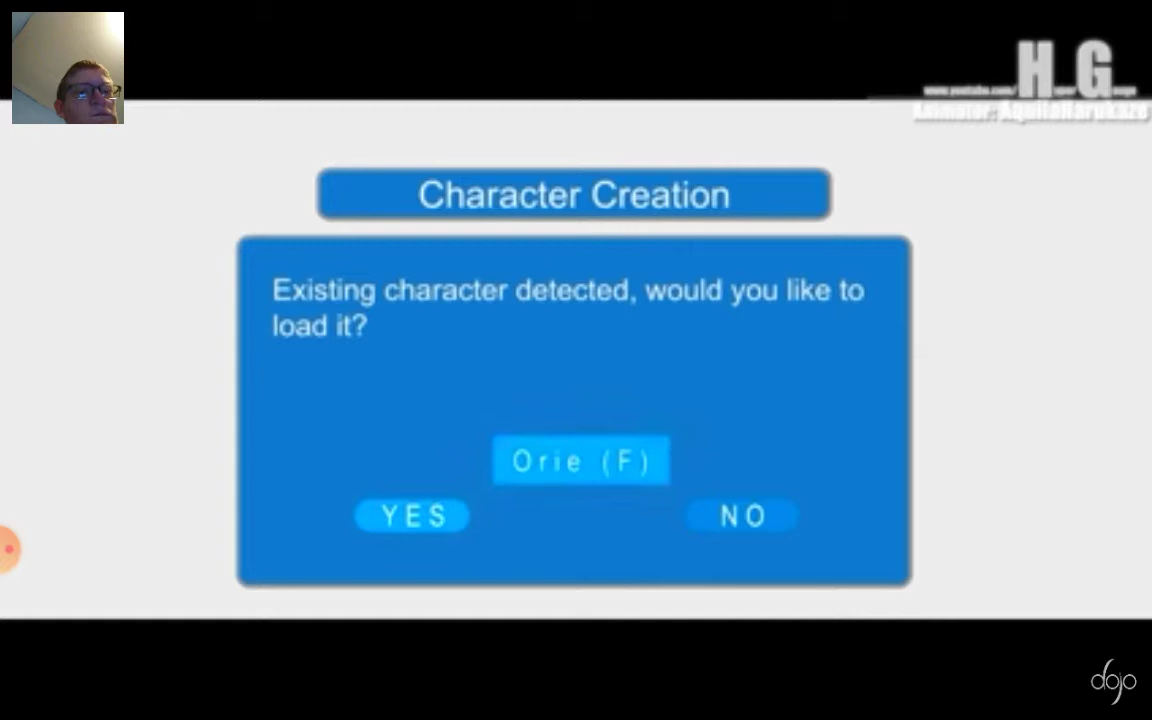 H G
Character Creation
Existing character detected, would you like to
load it?
Orie (F)
YES
NO
dojo